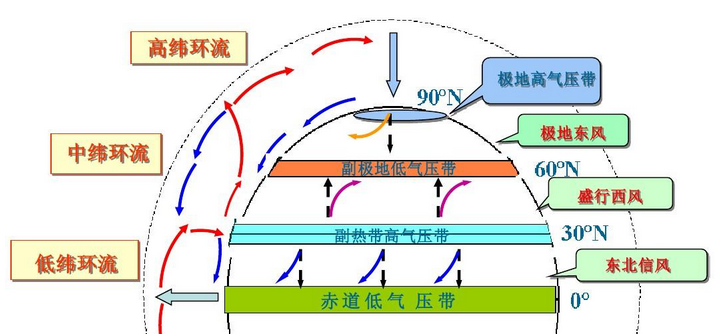 高纬环流
极地高气压带
90°N
极地东风
中纬环流
副极地低气压带
60°N
盛行西风
副热带高气压带
30°N
低纬环流
东北信风
赤道低气 压带
0°